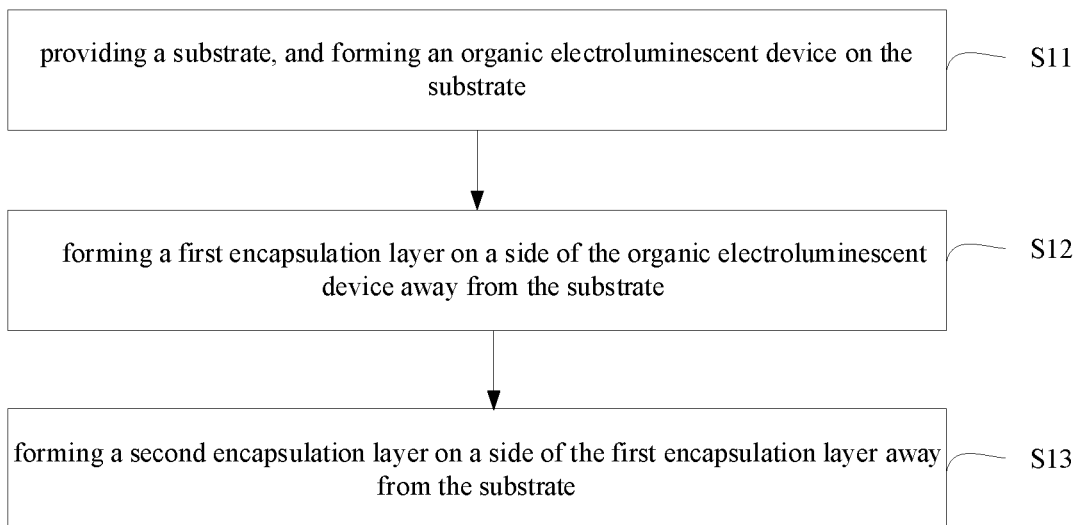 providing a substrate, and forming an organic electroluminescent device on the
substrate
S11
forming a first encapsulation layer on a side of the organic electroluminescent
device away from the substrate
S12
forming a second encapsulation layer on a side of the first encapsulation layer away
from the substrate
S13